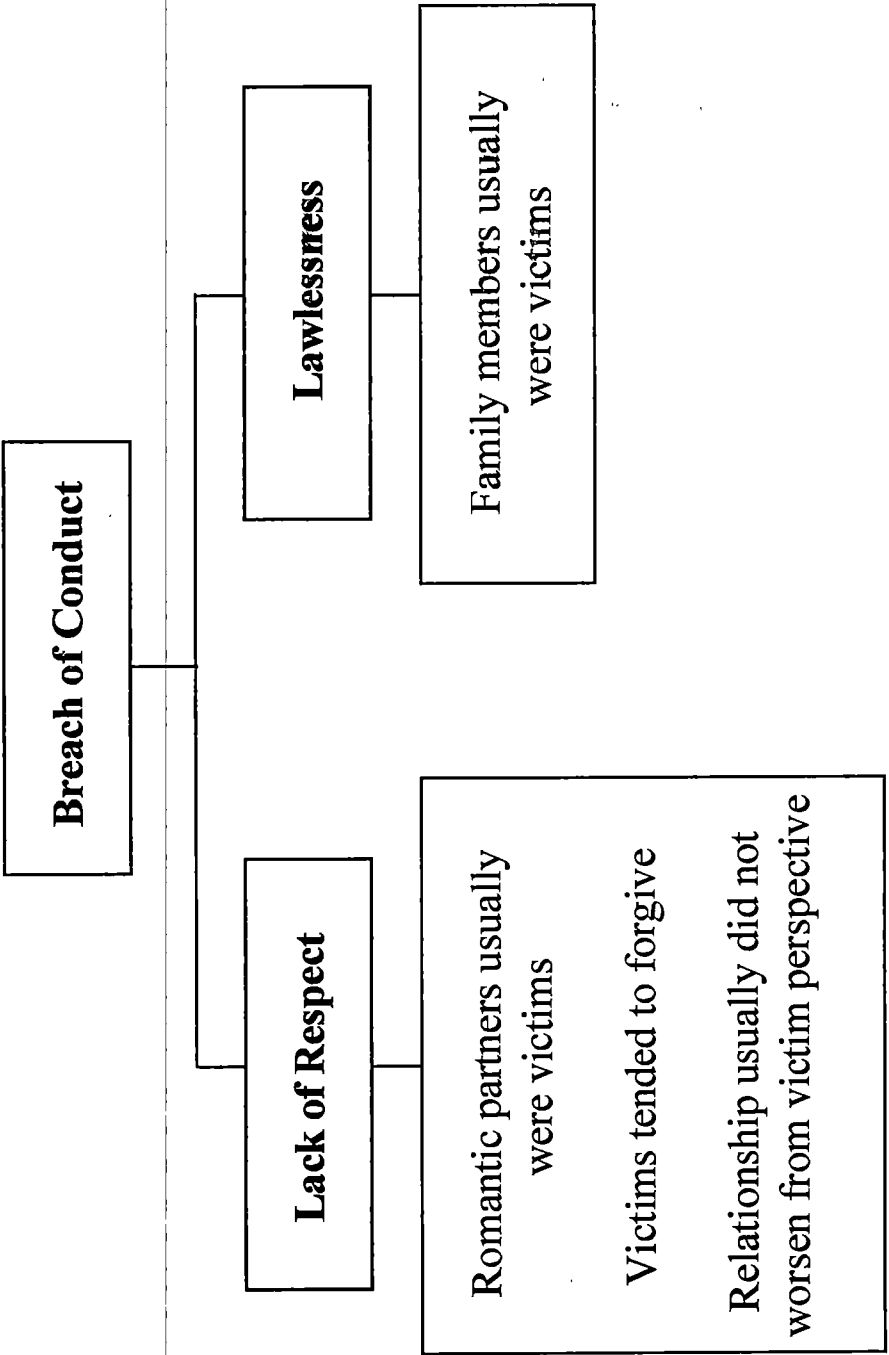 Breach of Conduct
Lack of Respect
Lawlessness
Romantic partners usually
were victims
Victims tended to forgive
Relationship usually did not
worsen from victim perspective
Family members usually
were victims